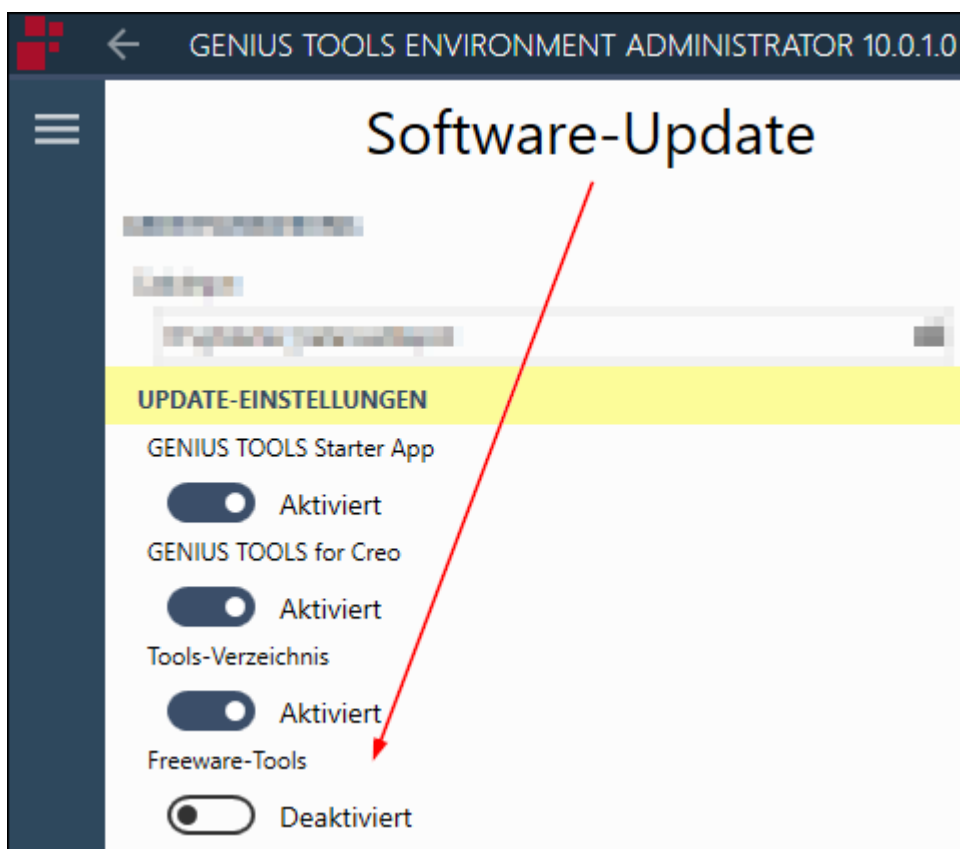 GENIUS TOOLS ENVIRONMENT ADMINISTRATOR 10.0.1.0
Software-Update
UPDATE-EINSTELLUNGEN
GENIUS TOOLS Starter App
Aktiviert
GENIUS TOOLS for Creo
Aktiviert
Tools-Verzeichnis
Aktiviert
Freeware-Tools
Deaktiviert